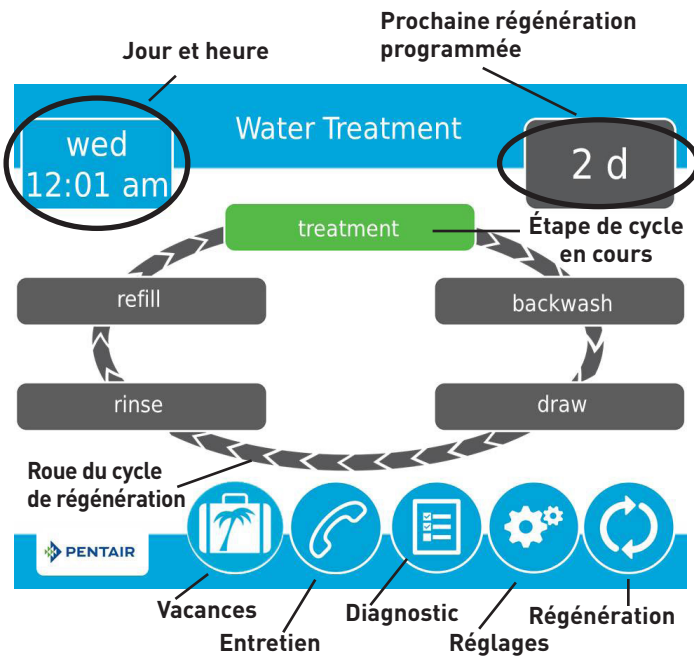 Prochaine régénération
programmée
Jour et heure
wed
12:01 am
Water Treatment
2 d
treatment
Étape de cycle
en cours
refill
backwash
rinse
draw
Roue du cycle
de régénération
PENTAIR
Vacances
Entretien
Diagnostic
Réglages
Régénération